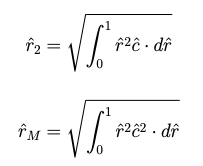 r̂₂ = √(∫₀¹ r̂²ĉ · dr̂)
r̂_M = √(∫₀¹ r̂²ĉ² · dr̂)